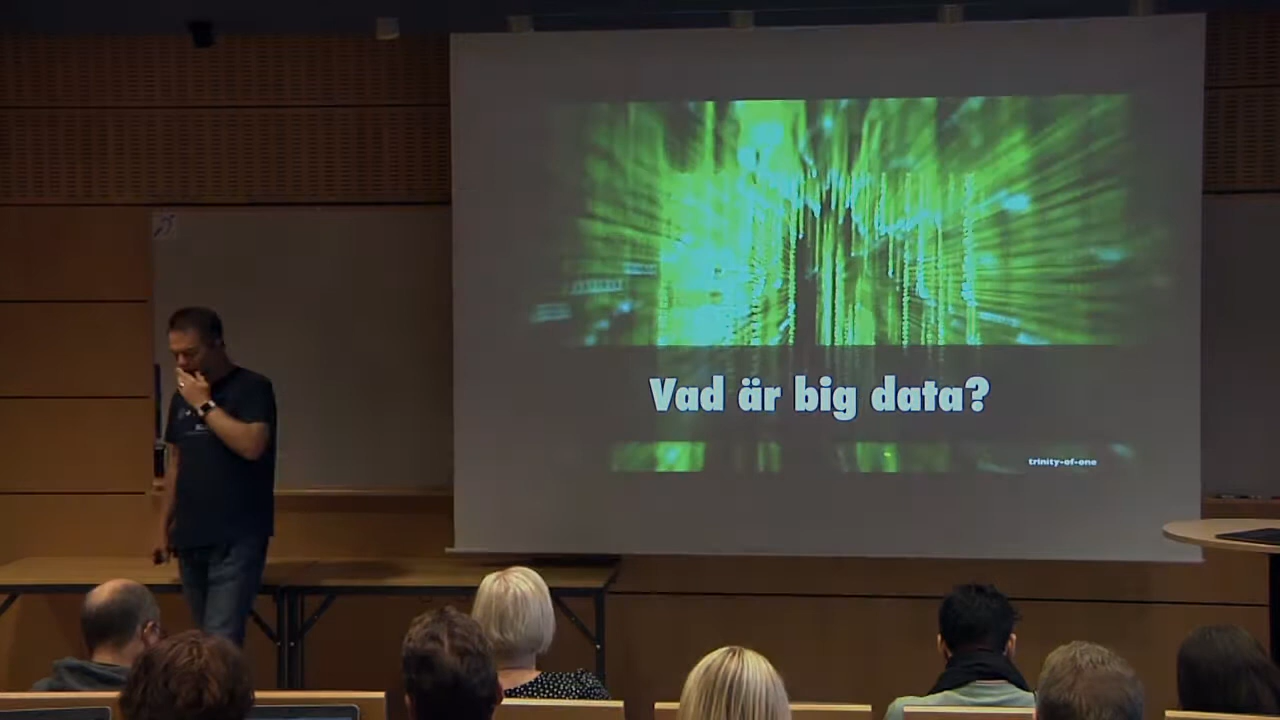 Vad är big data?
trinity-of-one